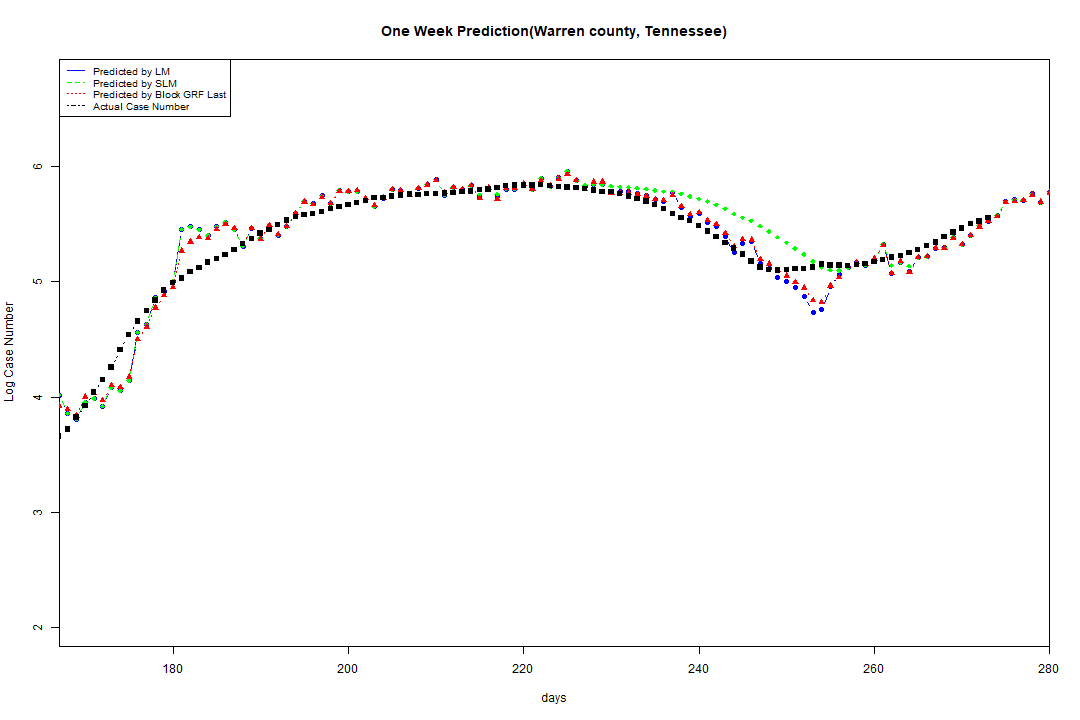 One Week Prediction(Warren county, Tennessee)
Predicted by LM
Predicted by SLM
Predicted by Block GRF Last
Actual Case Number
6
5
4
3
2
Log Case Number
180
200
220
240
260
280
days